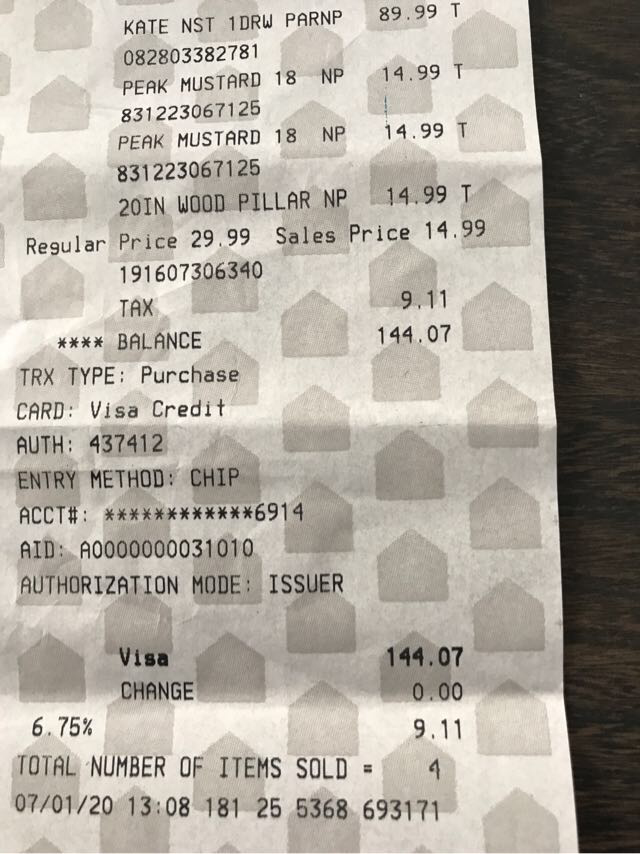 KATE NST 1DRW PARNP 89.99 T
082803382781
PEAK MUSTARD 18 NP 14.99 T
831223067125
PEAK MUSTARD 18 NP 14.99 T
831223067125
20IN WOOD PILLAR NP 14.99 T
Regular Price 29.99 Sales Price 14.99
191607306340
TAX 9.11
**** BALANCE 144.07
TRX TYPE: Purchase
CARD: Visa Credit
AUTH: 437412
ENTRY METHOD: CHIP
ACCT#: ************6914
AID: A0000000031010
AUTHORIZATION MODE: ISSUER
Visa 144.07
CHANGE 0.00
6.75% 9.11
TOTAL NUMBER OF ITEMS SOLD = 4
07/01/20 13:08 181 25 5368 693171